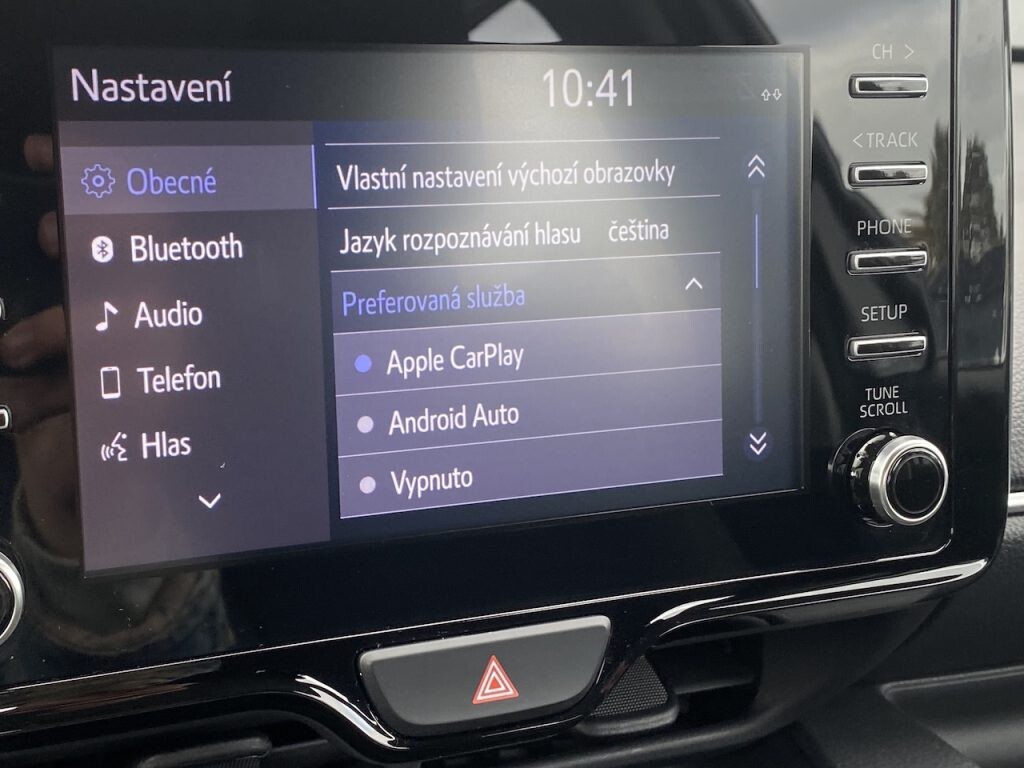 Nastavení
10:41
Obecné
Bluetooth
Audio
Telefon
Hlas
Vlastní nastavení výchozí obrazovky
Jazyk rozpoznávání hlasu čeština
Preferovaná služba
Apple CarPlay
Android Auto
Vypnuto
CH >
< TRACK
PHONE
SETUP
TUNE
SCROLL